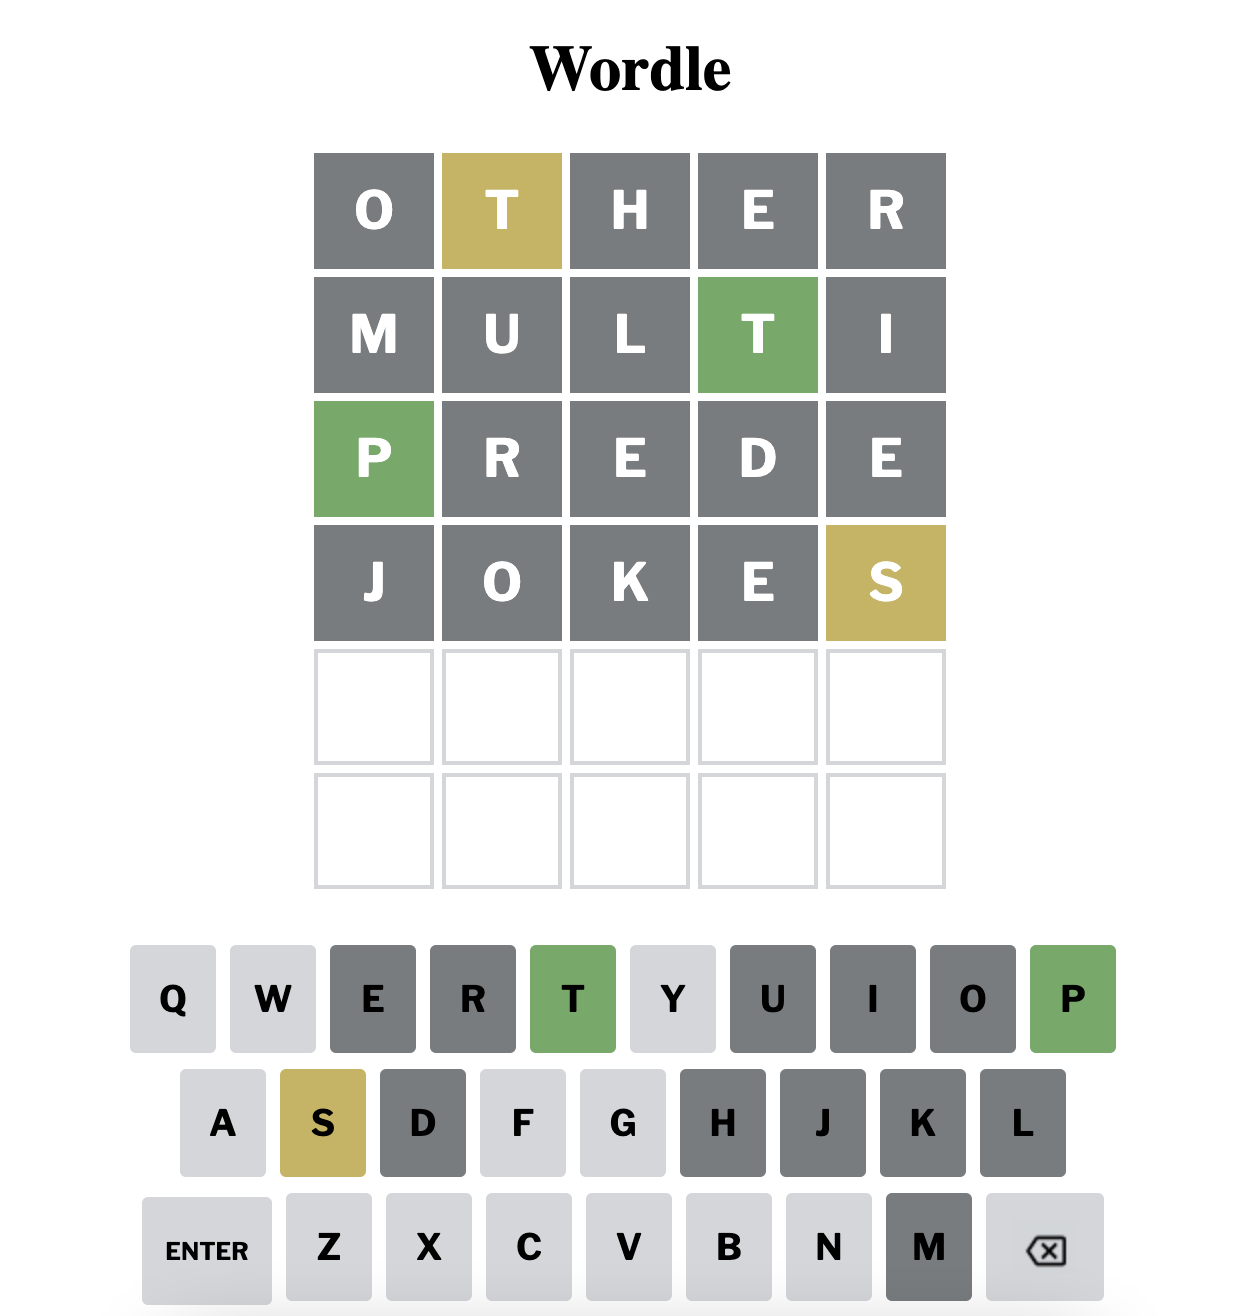 Wordle
O T H E R
M U L T I
P R E D E
J O K E S
Q W E R T Y U I O P
A S D F G H J K L
ENTER Z X C V B N M